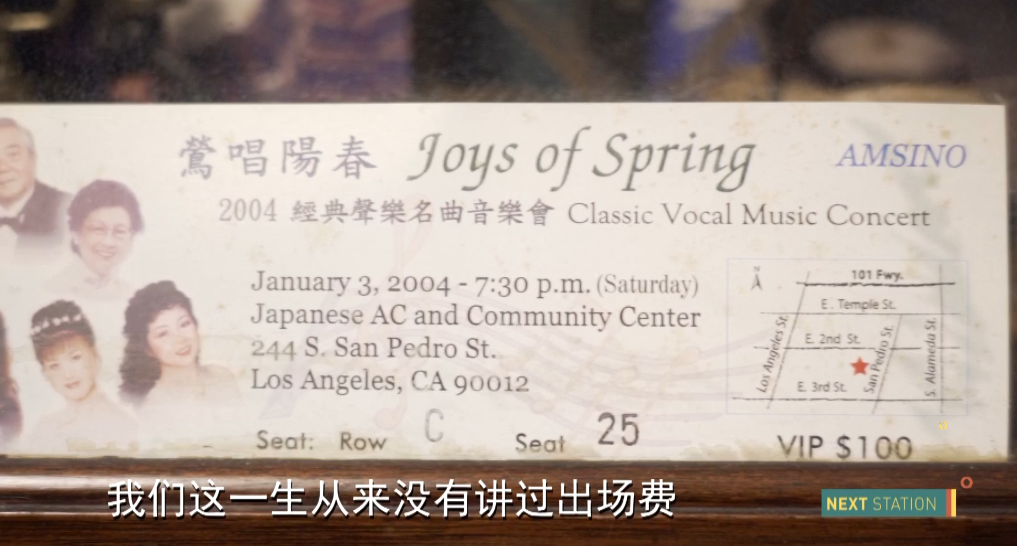 鶯唱陽春 Joys of Spring AMSINO
2004 經典聲樂名曲音樂會 Classic Vocal Music Concert
January 3, 2004 - 7:30 p.m. (Saturday)
Japanese AC and Community Center
244 S. San Pedro St.
Los Angeles, CA 90012
N
101 Fwy.
E. Temple St.
E. 2nd St.
E. 3rd St.
Los Angeles St.
San Pedro St.
S. Alameda St.
Seat: Row C Seat 25 VIP $100
我们这一生从来没有讲过出场费
NEXT STATION